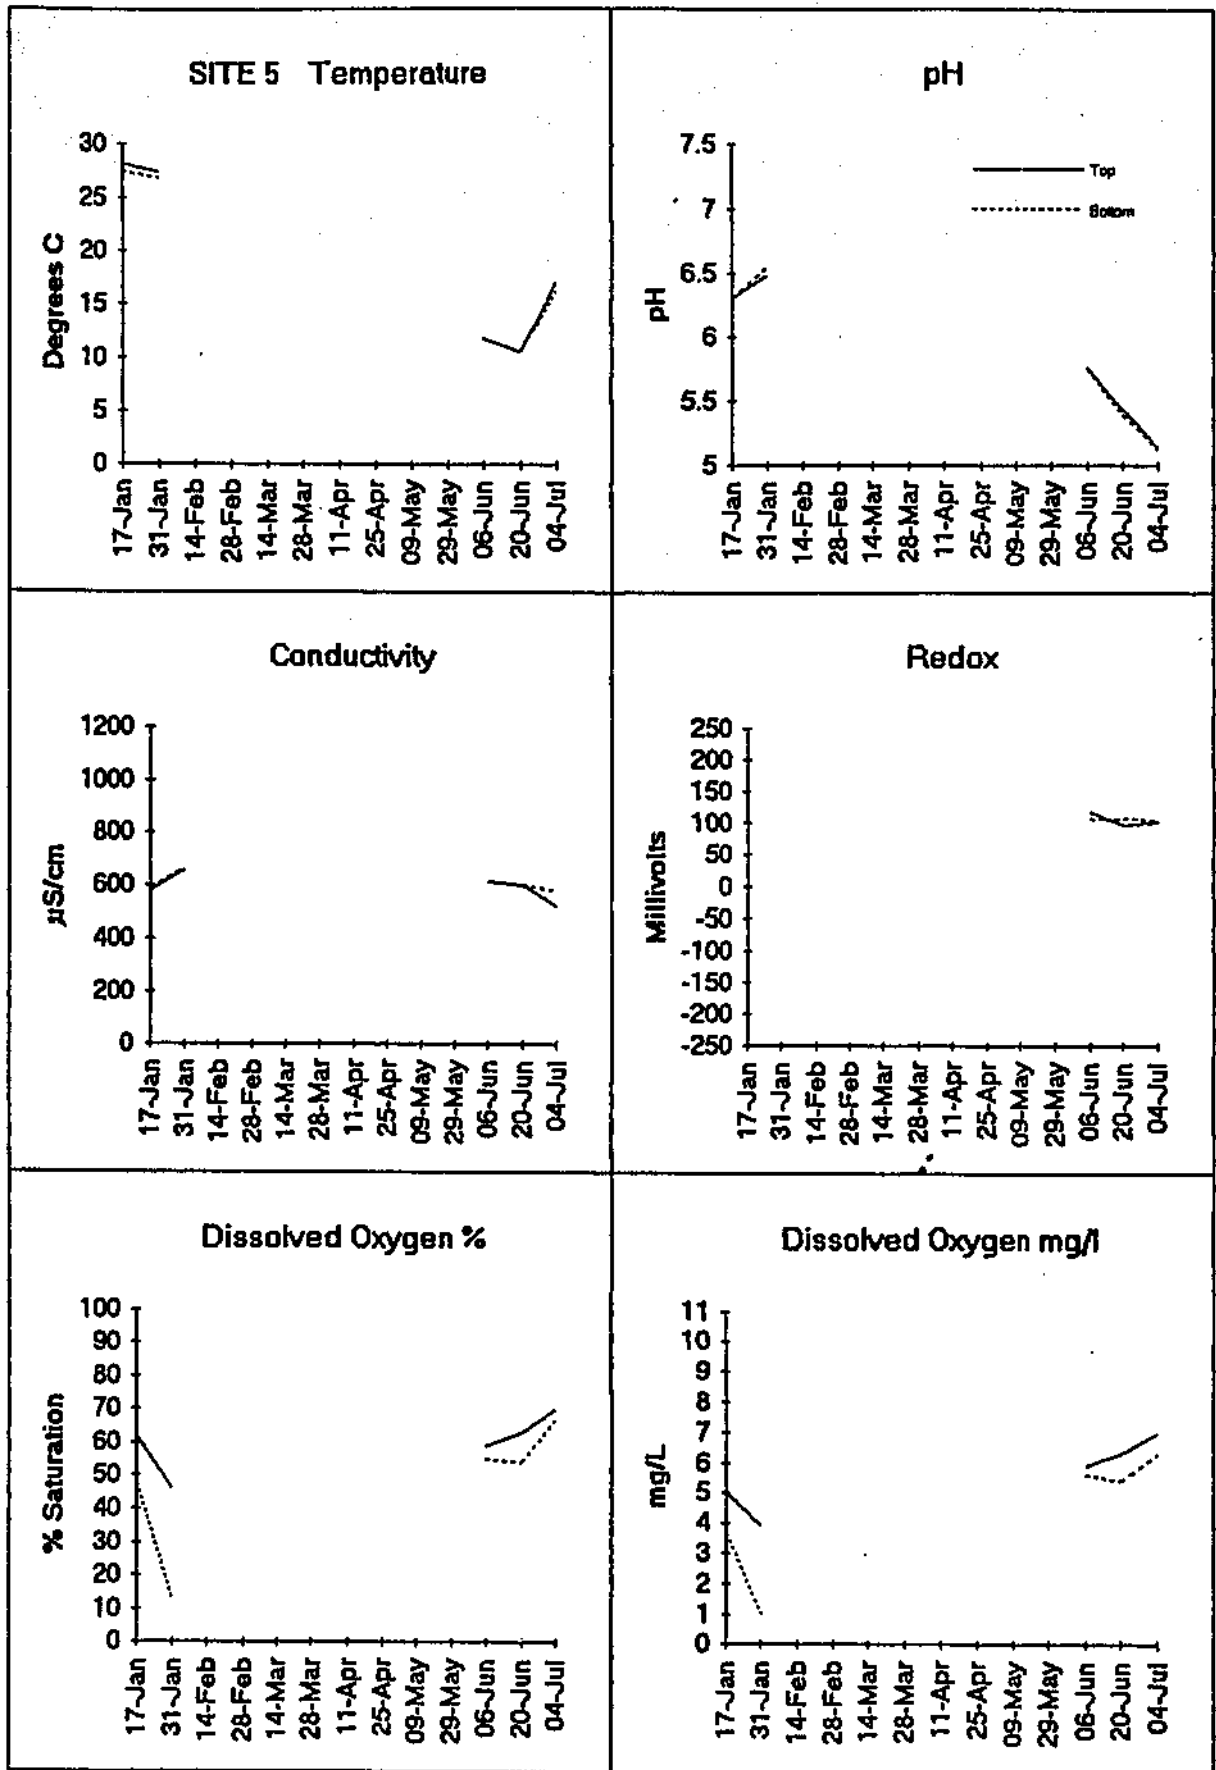 SITE 5 Temperature
30
25
20
15
10
5
0
Degrees C
17-Jan
31-Jan
14-Feb
28-Feb
14-Mar
28-Mar
11-Apr
25-Apr
09-May
29-May
06-Jun
20-Jun
04-Jul
pH
7.5
7
6.5
6
5.5
5
pH
Top
Bottom
17-Jan
31-Jan
14-Feb
28-Feb
14-Mar
28-Mar
11-Apr
25-Apr
09-May
29-May
06-Jun
20-Jun
04-Jul
Conductivity
1200
1000
800
600
400
200
0
µS/cm
17-Jan
31-Jan
14-Feb
28-Feb
14-Mar
28-Mar
11-Apr
25-Apr
09-May
29-May
06-Jun
20-Jun
04-Jul
Redox
250
200
150
100
50
0
-50
-100
-150
-200
-250
Millivolts
17-Jan
31-Jan
14-Feb
28-Feb
14-Mar
28-Mar
11-Apr
25-Apr
09-May
29-May
06-Jun
20-Jun
04-Jul
Dissolved Oxygen %
100
90
80
70
60
50
40
30
20
10
0
% Saturation
17-Jan
31-Jan
14-Feb
28-Feb
14-Mar
28-Mar
11-Apr
25-Apr
09-May
29-May
06-Jun
20-Jun
04-Jul
Dissolved Oxygen mg/l
11
10
9
8
7
6
5
4
3
2
1
0
mg/L
17-Jan
31-Jan
14-Feb
28-Feb
14-Mar
28-Mar
11-Apr
25-Apr
09-May
29-May
06-Jun
20-Jun
04-Jul